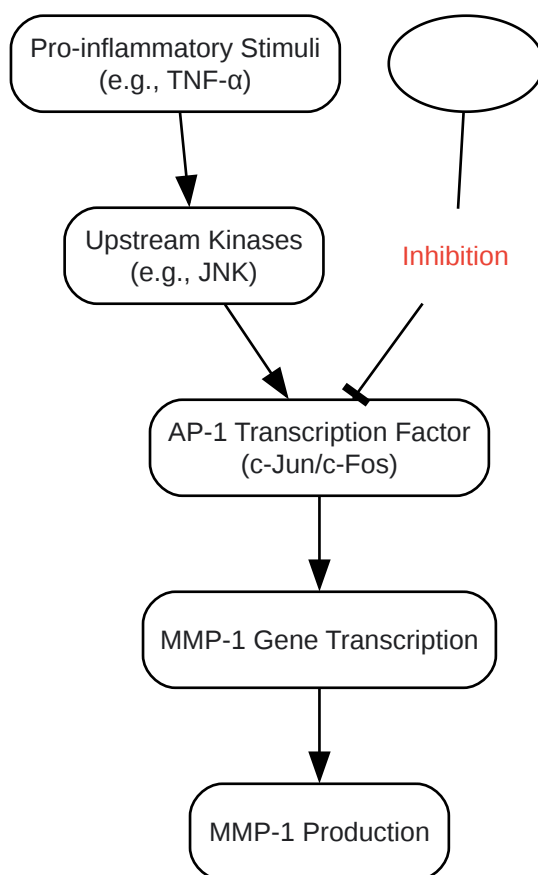 Pro-inflammatory Stimuli
(e.g., TNF-α)
Upstream Kinases
(e.g., JNK)
Inhibition
AP-1 Transcription Factor
(c-Jun/c-Fos)
MMP-1 Gene Transcription
MMP-1 Production